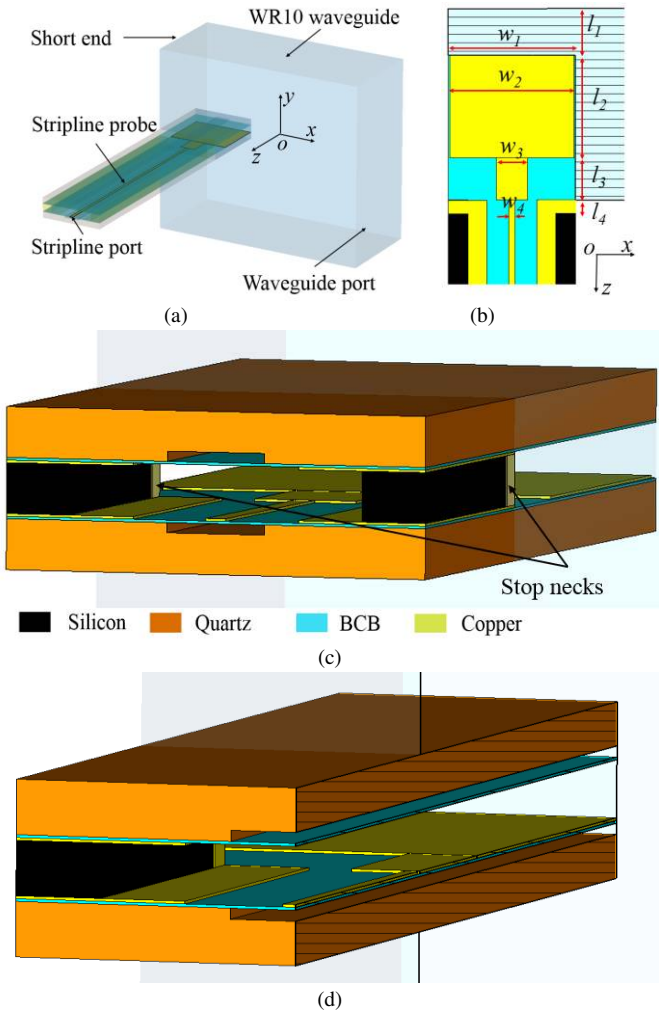 WR10 waveguide
Short end
y
x
o
z
Stripline probe
Stripline port
Waveguide port
(a)
w1
l1
w2
l2
w3
l3
w4
l4
o
x
z
(b)
Stop necks
Silicon
Quartz
BCB
Copper
(c)
(d)